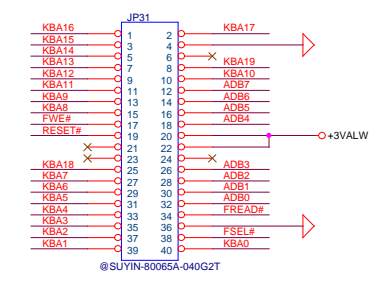 JP31
KBA16 1 2 KBA17
KBA15 3 4
KBA14 5 6
KBA13 7 8 KBA19
KBA12 9 10 KBA10
KBA11 11 12 ADB7
KBA9 13 14 ADB6
KBA8 15 16 ADB5
FWE# 17 18 ADB4
RESET# 19 20 +3VALW
21 22
23 24
KBA18 25 26 ADB3
KBA7 27 28 ADB2
KBA6 29 30 ADB1
KBA5 31 32 ADB0
KBA4 33 34 FREAD#
KBA3 35 36
KBA2 37 38 FSEL#
KBA1 39 40 KBA0
@SUYIN-80065A-040G2T